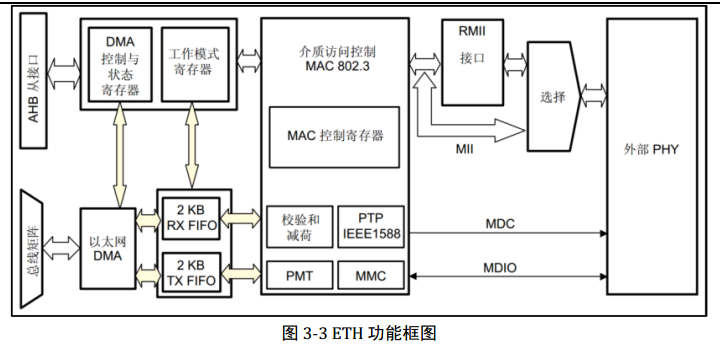 AHB 从接口
DMA
控制与
状态
寄存器
工作模式
寄存器
介质访问控制
MAC 802.3
RMII
接口
选择
外部 PHY
MAC 控制寄存器
MII
总线矩阵
以太网
DMA
2 KB
RX FIFO
2 KB
TX FIFO
校验和
减荷
PTP
IEEE1588
PMT
MMC
MDC
MDIO
图 3-3 ETH 功能框图